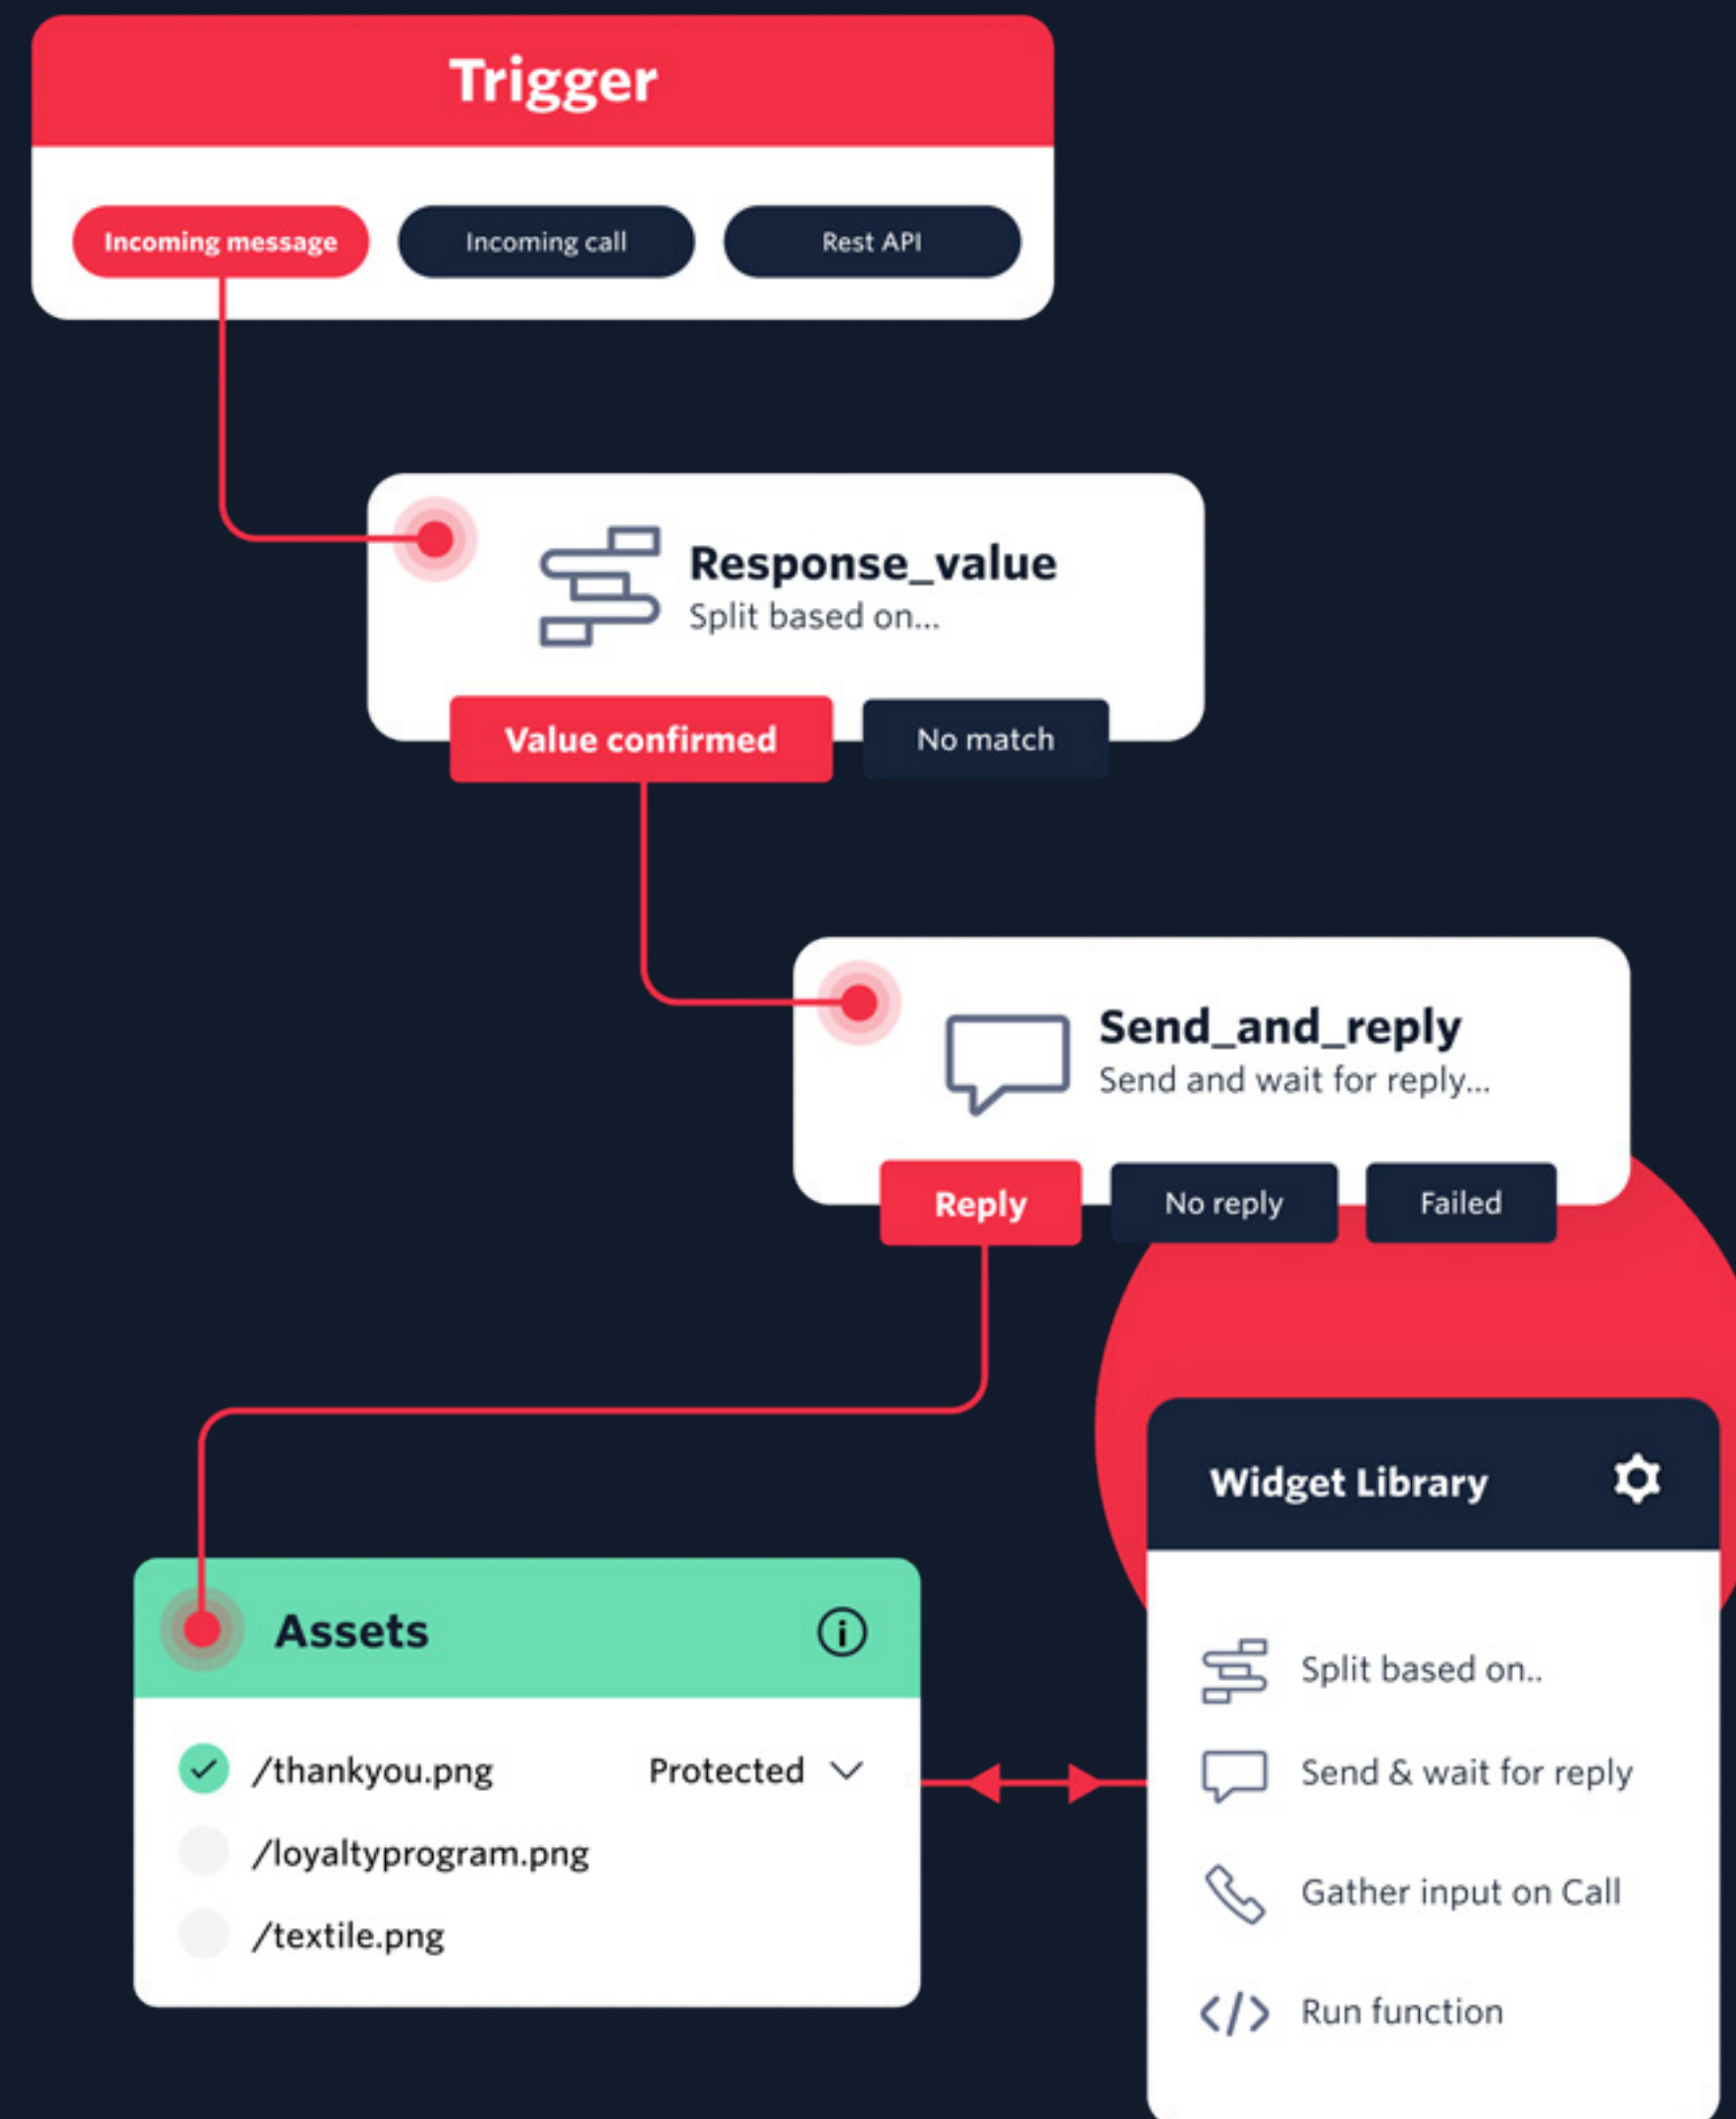 Trigger
Incoming message
Incoming call
Rest API
Response_value
Split based on...
Value confirmed
No match
Send_and_reply
Send and wait for reply...
Reply
No reply
Failed
Assets
/thankyou.png
Protected
/loyaltyprogram.png
/textile.png
Widget Library
Split based on..
Send & wait for reply
Gather input on Call
Run function